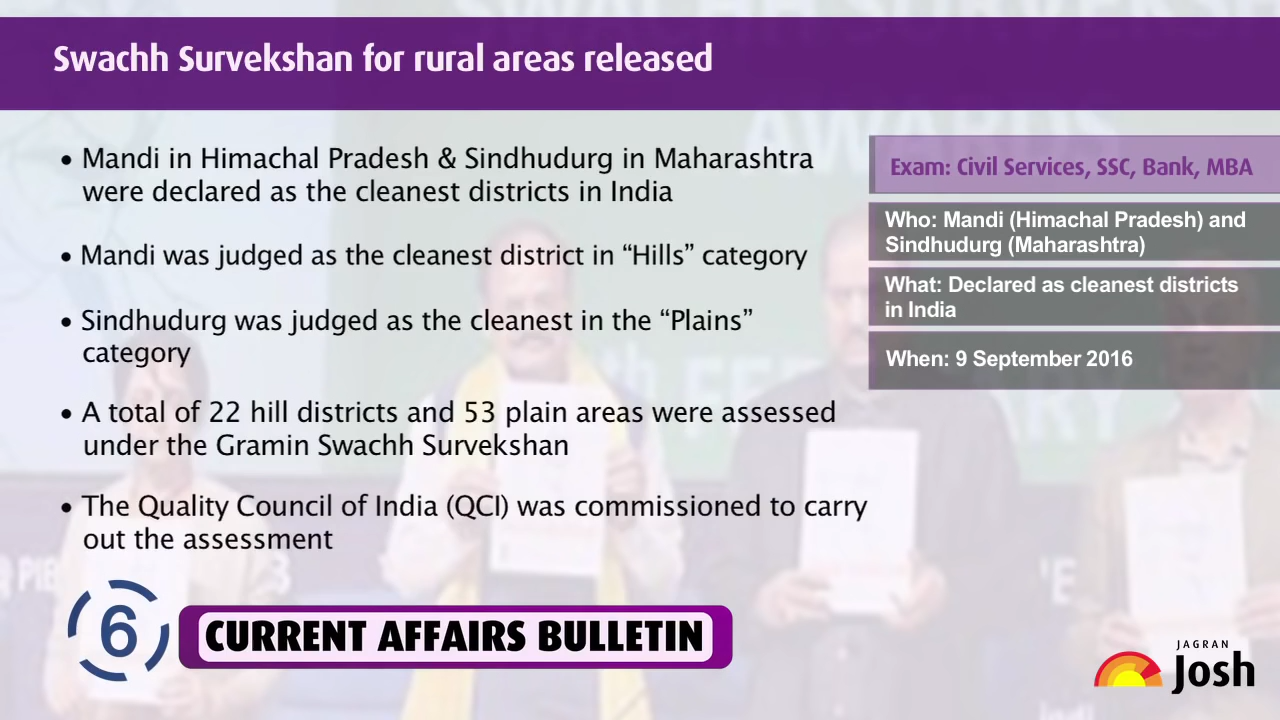 Swachh Survekshan for rural areas released
• Mandi in Himachal Pradesh & Sindhudurg in Maharashtra
were declared as the cleanest districts in India
• Mandi was judged as the cleanest district in “Hills” category
• Sindhudurg was judged as the cleanest in the “Plains”
category
• A total of 22 hill districts and 53 plain areas were assessed
under the Gramin Swachh Survekshan
• The Quality Council of India (QCI) was commissioned to carry
out the assessment
Exam: Civil Services, SSC, Bank, MBA
Who: Mandi (Himachal Pradesh) and
Sindhudurg (Maharashtra)
What: Declared as cleanest districts
in India
When: 9 September 2016
6
CURRENT AFFAIRS BULLETIN
JAGRAN
Josh
AWARDS
PIB